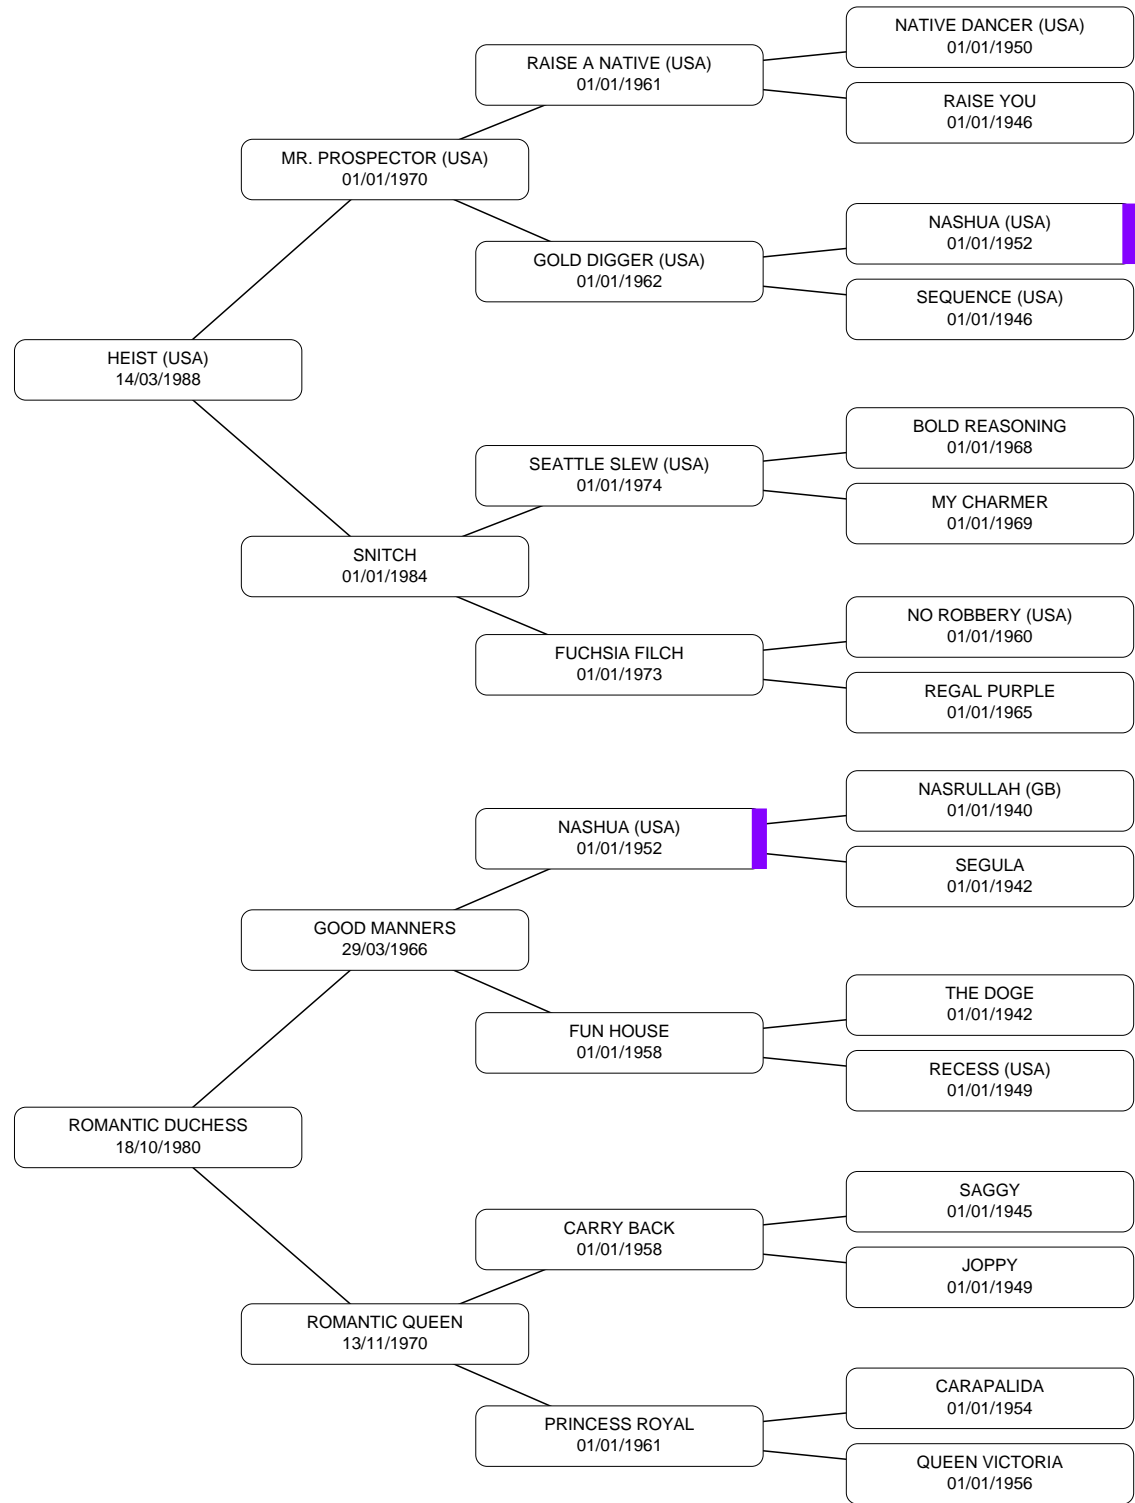 NATIVE DANCER (USA)
01/01/1950
RAISE A NATIVE (USA)
01/01/1961
RAISE YOU
01/01/1946
MR. PROSPECTOR (USA)
01/01/1970
NASHUA (USA)
01/01/1952
GOLD DIGGER (USA)
01/01/1962
SEQUENCE (USA)
01/01/1946
HEIST (USA)
14/03/1988
BOLD REASONING
01/01/1968
SEATTLE SLEW (USA)
01/01/1974
MY CHARMER
01/01/1969
SNITCH
01/01/1984
NO ROBBERY (USA)
01/01/1960
FUCHSIA FILCH
01/01/1973
REGAL PURPLE
01/01/1965
NASRULLAH (GB)
01/01/1940
NASHUA (USA)
01/01/1952
SEGULA
01/01/1942
GOOD MANNERS
29/03/1966
THE DOGE
01/01/1942
FUN HOUSE
01/01/1958
RECESS (USA)
01/01/1949
ROMANTIC DUCHESS
18/10/1980
SAGGY
01/01/1945
CARRY BACK
01/01/1958
JOPPY
01/01/1949
ROMANTIC QUEEN
13/11/1970
CARAPALIDA
01/01/1954
PRINCESS ROYAL
01/01/1961
QUEEN VICTORIA
01/01/1956